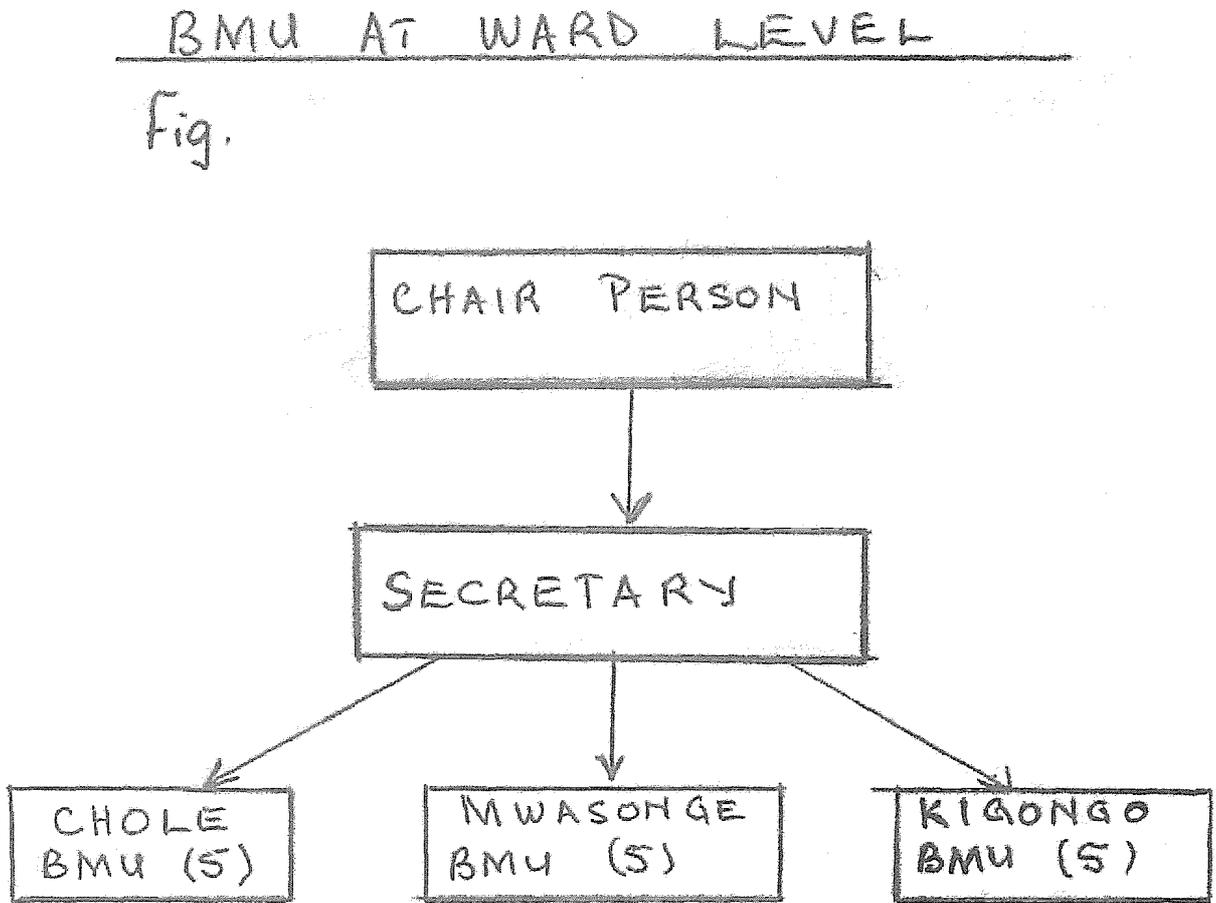 BMU AT WARD LEVEL
Fig.
CHAIR PERSON
SECRETARY
CHOLE
BMU (5)
MWASONGE
BMU (5)
KIGONGO
BMU (5)